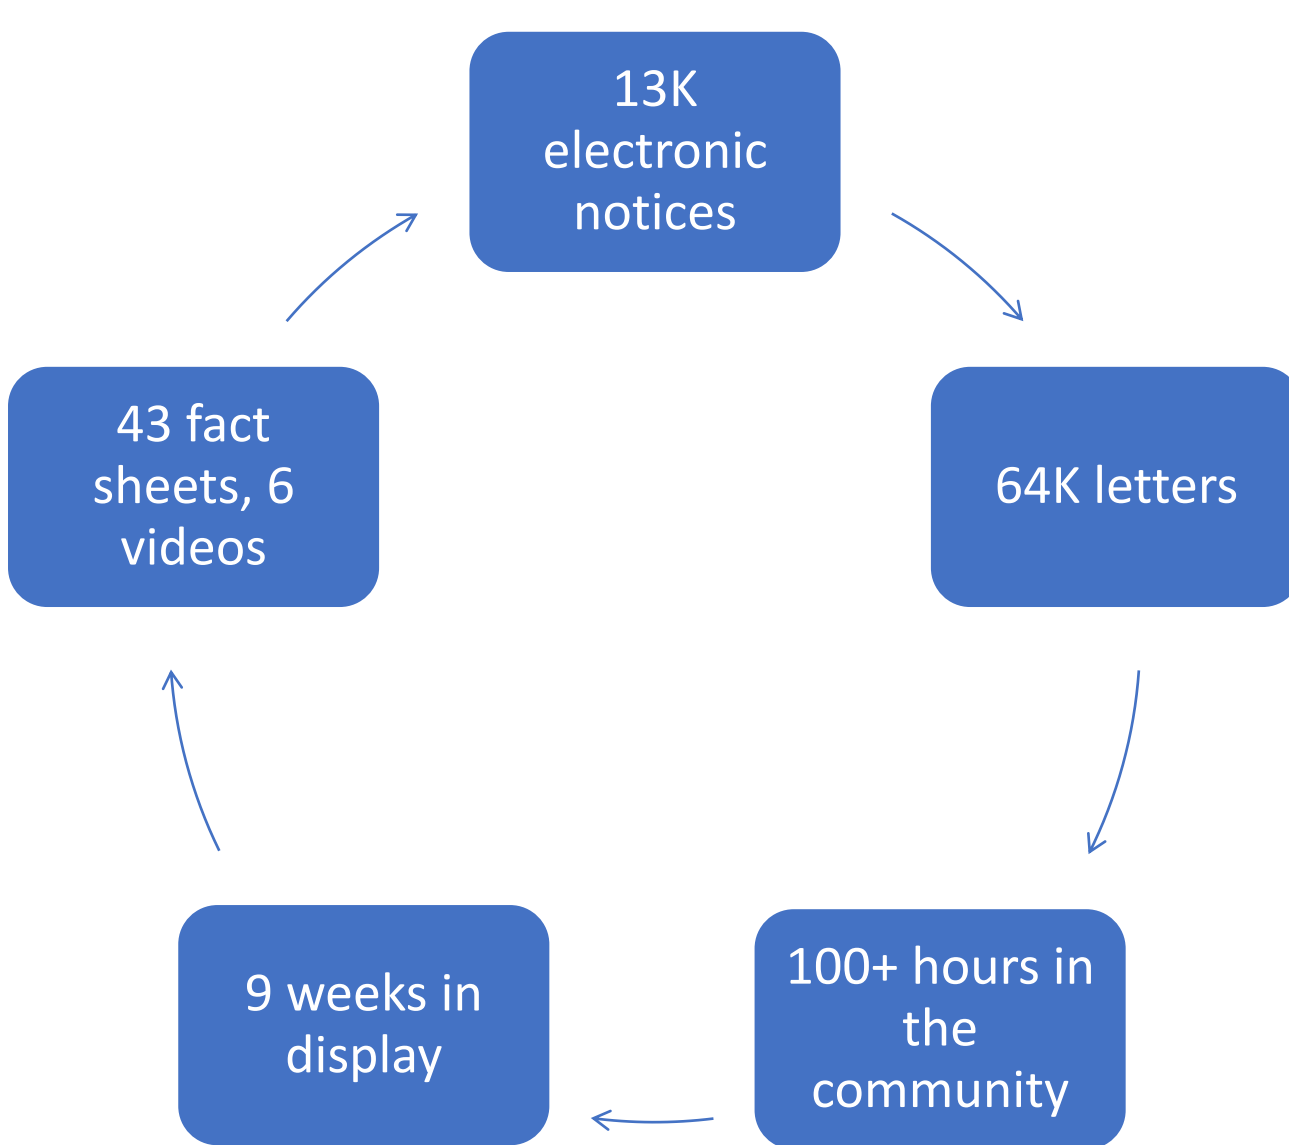 13K
electronic
notices
64K letters
100+ hours in
the
community
9 weeks in
display
43 fact
sheets, 6
videos